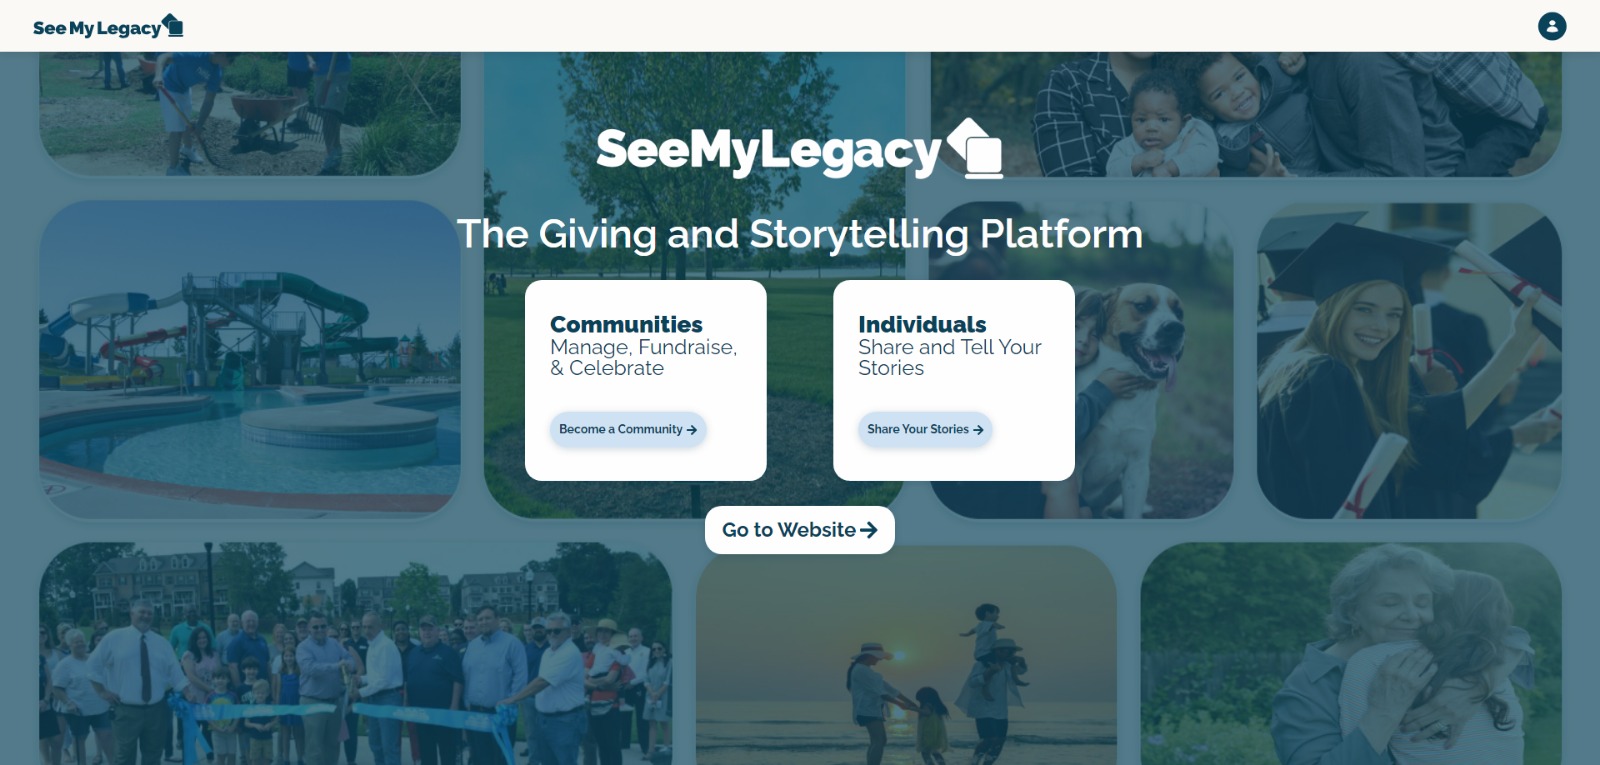 See My Legacy
SeeMyLegacy
The Giving and Storytelling Platform
Communities
Manage, Fundraise,
& Celebrate
Become a Community
Individuals
Share and Tell Your
Stories
Share Your Stories
Go to Website